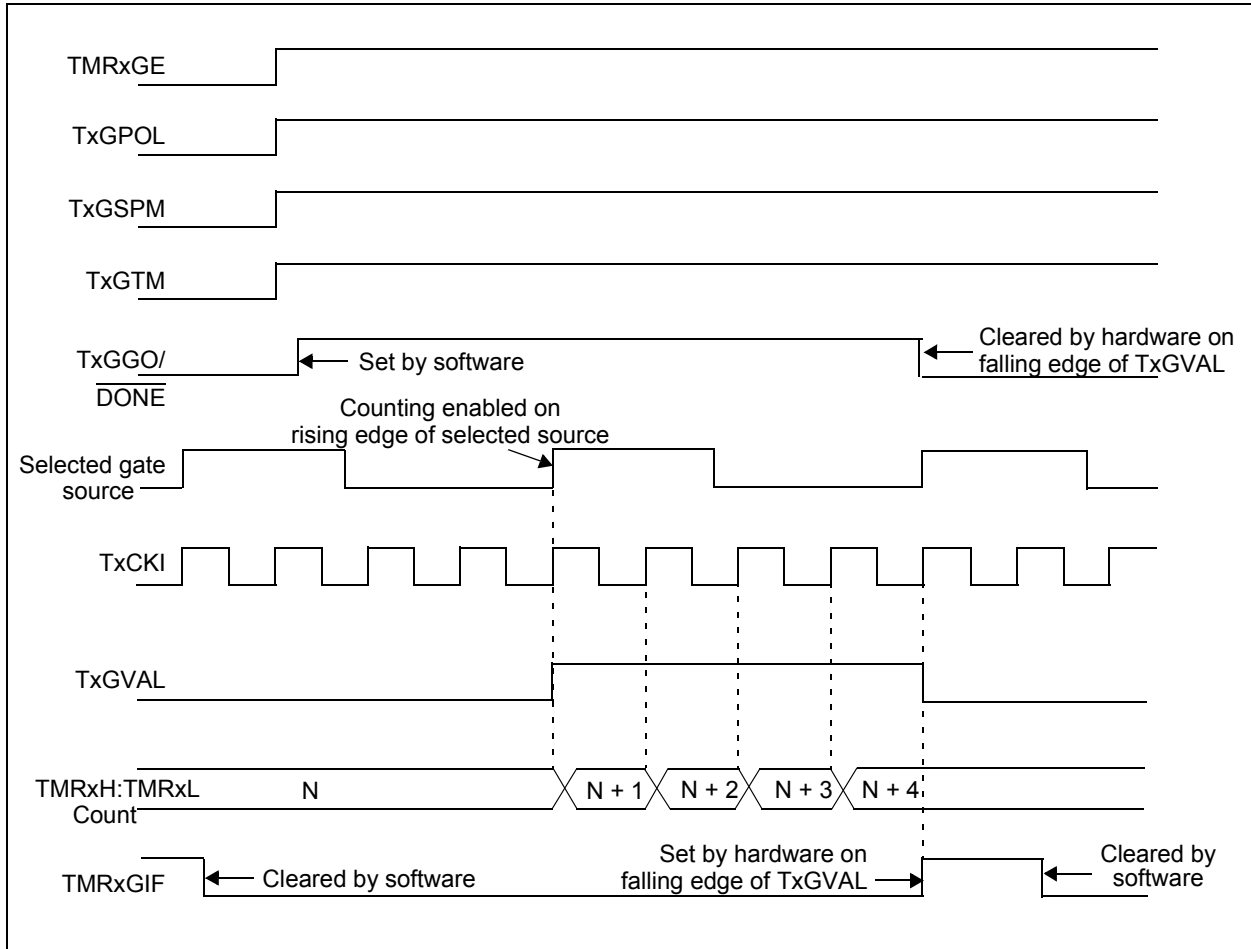 TMRxGE
TxGPOL
TxGSPM
TxGTM
TxGGO/
DONE
Set by software
Cleared by hardware on
falling edge of TxGVAL
Counting enabled on
rising edge of selected source
Selected gate
source
TxCKI
TxGVAL
TMRxH:TMRxL
Count
N
N + 1
N + 2
N + 3
N + 4
TMRxGIF
Cleared by software
Set by hardware on
falling edge of TxGVAL
Cleared by
software